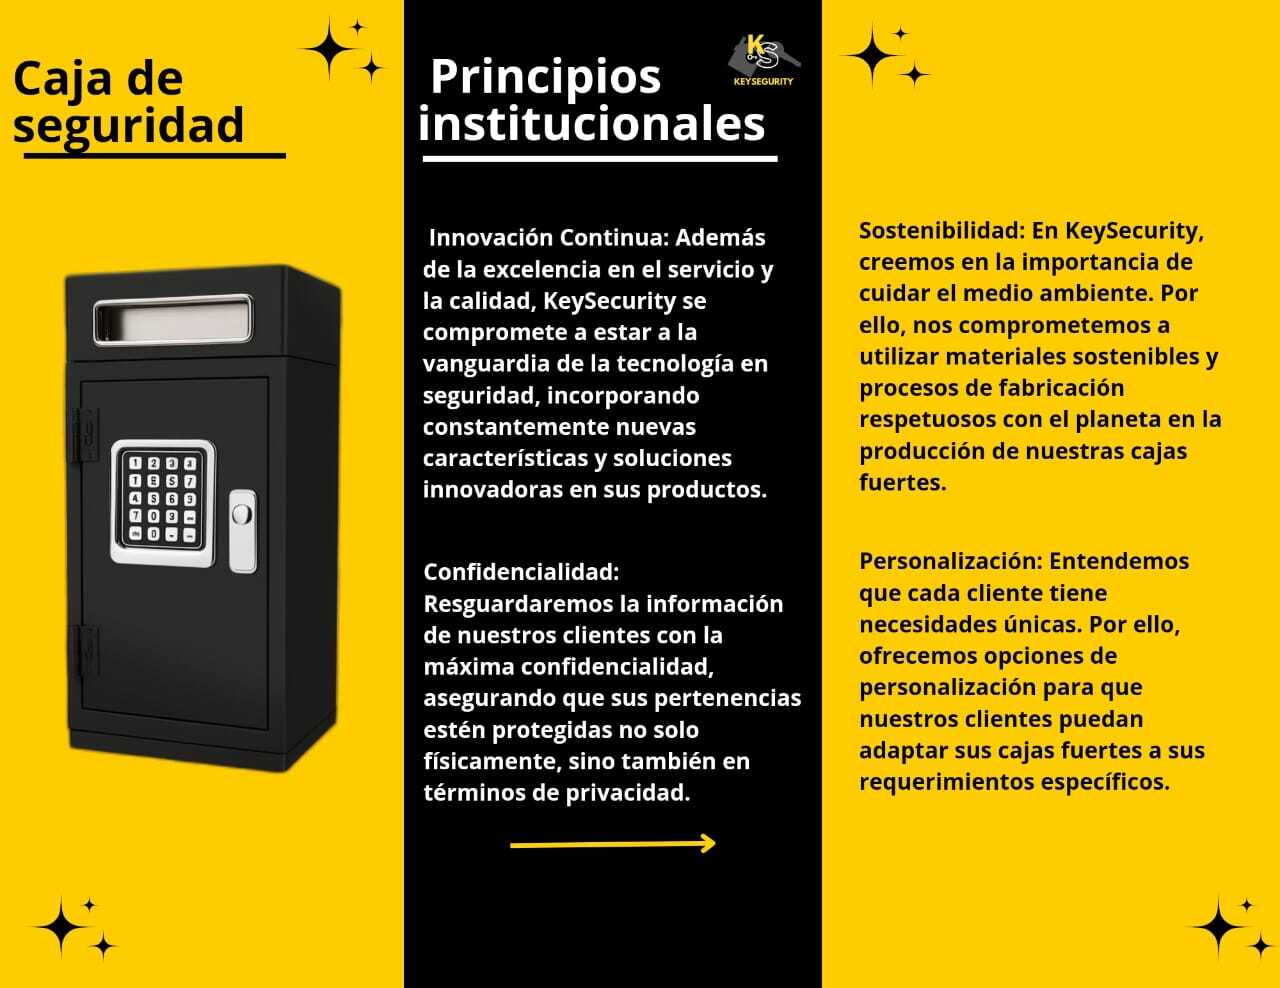 Caja de
seguridad
Principios
institucionales
KS
KEYSEGURITY
Innovación Continua: Además
de la excelencia en el servicio y
la calidad, KeySecurity se
compromete a estar a la
vanguardia de la tecnología en
seguridad, incorporando
constantemente nuevas
características y soluciones
innovadoras en sus productos.
Confidencialidad:
Resguardaremos la información
de nuestros clientes con la
máxima confidencialidad,
asegurando que sus pertenencias
estén protegidas no solo
físicamente, sino también en
términos de privacidad.
Sostenibilidad: En KeySecurity,
creemos en la importancia de
cuidar el medio ambiente. Por
ello, nos comprometemos a
utilizar materiales sostenibles y
procesos de fabricación
respetuosos con el planeta en la
producción de nuestras cajas
fuertes.
Personalización: Entendemos
que cada cliente tiene
necesidades únicas. Por ello,
ofrecemos opciones de
personalización para que
nuestros clientes puedan
adaptar sus cajas fuertes a sus
requerimientos específicos.